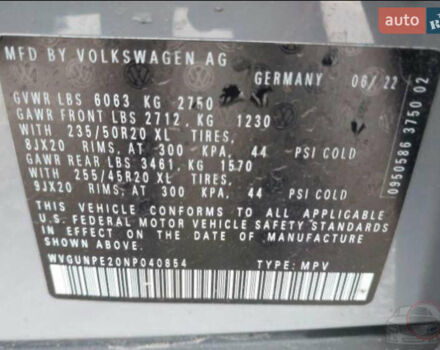 auto R
MFD BY VOLKSWAGEN AG
GERMANY 06/22
GVWR LBS 6063 KG 2750
GAWR FRONT LBS 2712, KG 1230
WITH 235/50R20 XL TIRES,
8JX20 RIMS, AT 300 KPA, 44 PSI COLD
GAWR REAR LBS 3461, KG 1570
WITH 255/45R20 XL TIRES,
9JX20 RIMS, AT 300 KPA, 44 PSI COLD
THIS VEHICLE CONFORMS TO ALL APPLICABLE
U.S. FEDERAL MOTOR VEHICLE SAFETY STANDARDS
IN EFFECT ON THE DATE OF MANUFACTURE
SHOWN ABOVE.
WVGUNPE20NP040854 TYPE: MPV
0950586 3750 02